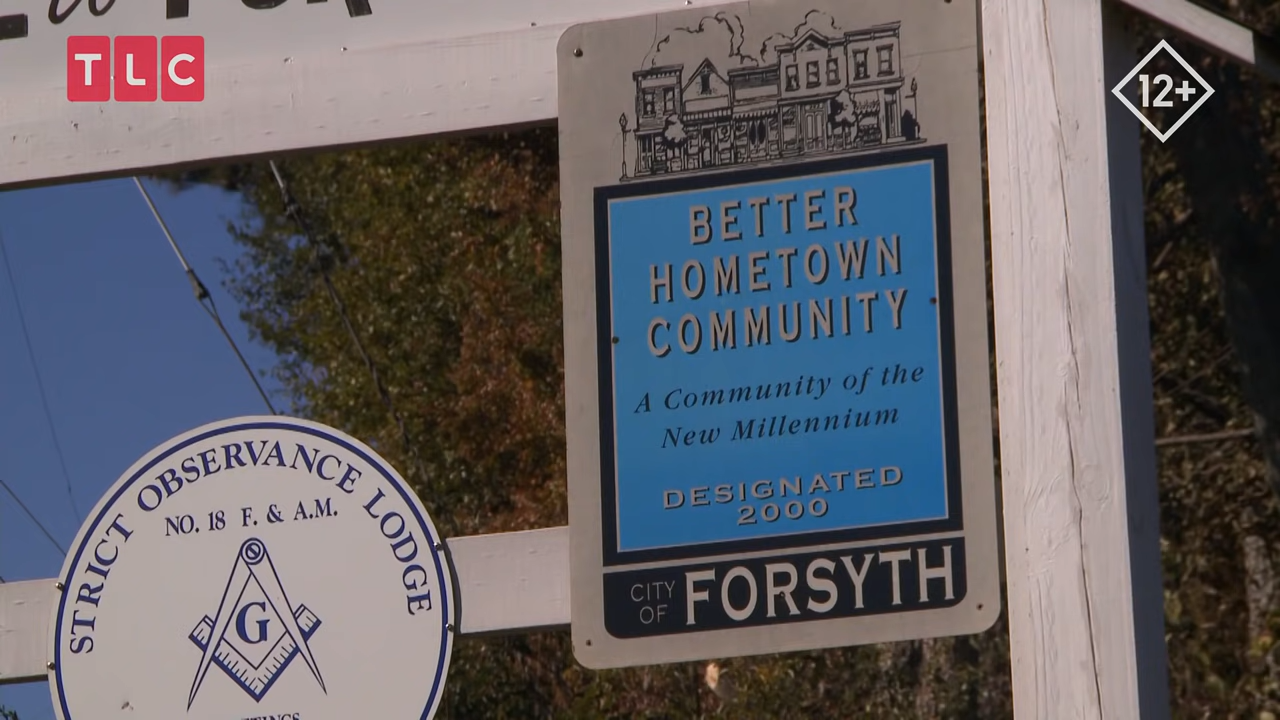 TLC
12+
BETTER
HOMETOWN
COMMUNITY
A Community of the
New Millennium
DESIGNATED
2000
CITY
OF
FORSYTH
STRICT OBSERVANCE LODGE
NO. 18 F. & A.M.
G